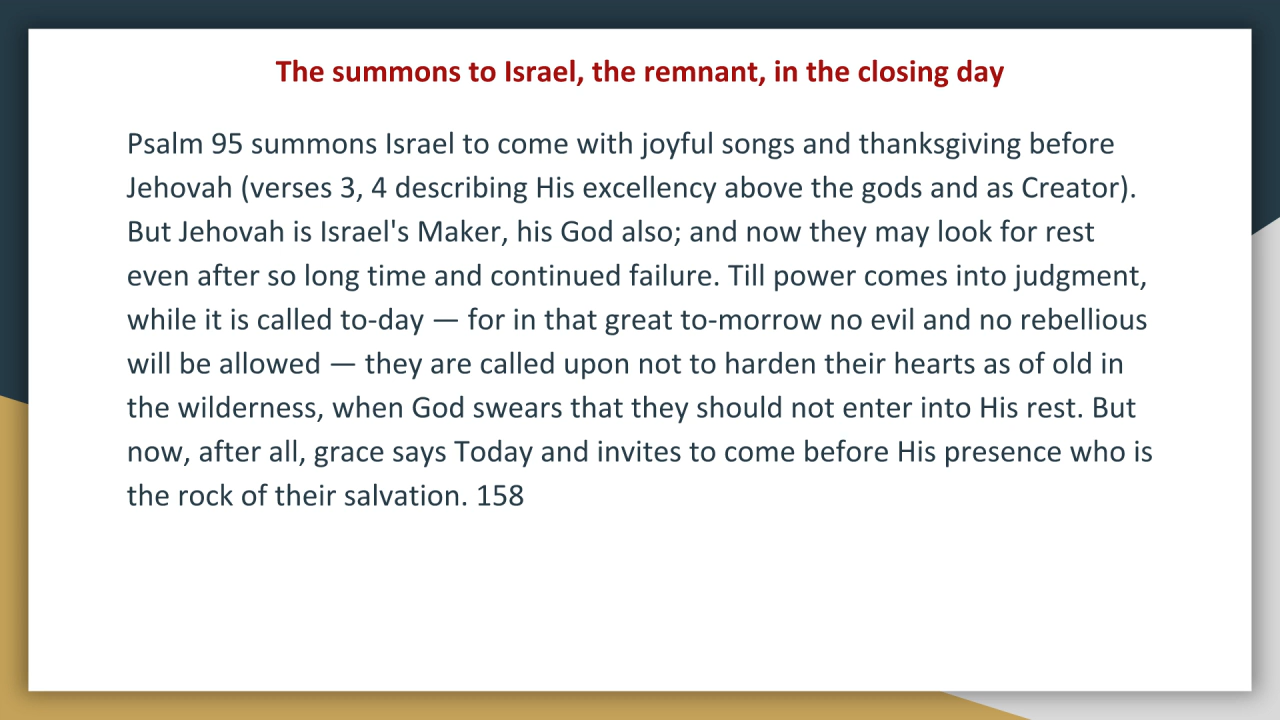 The summons to Israel, the remnant, in the closing day
Psalm 95 summons Israel to come with joyful songs and thanksgiving before
Jehovah (verses 3, 4 describing His excellency above the gods and as Creator).
But Jehovah is Israel's Maker, his God also; and now they may look for rest
even after so long time and continued failure. Till power comes into judgment,
while it is called to-day — for in that great to-morrow no evil and no rebellious
will be allowed — they are called upon not to harden their hearts as of old in
the wilderness, when God swears that they should not enter into His rest. But
now, after all, grace says Today and invites to come before His presence who is
the rock of their salvation. 158